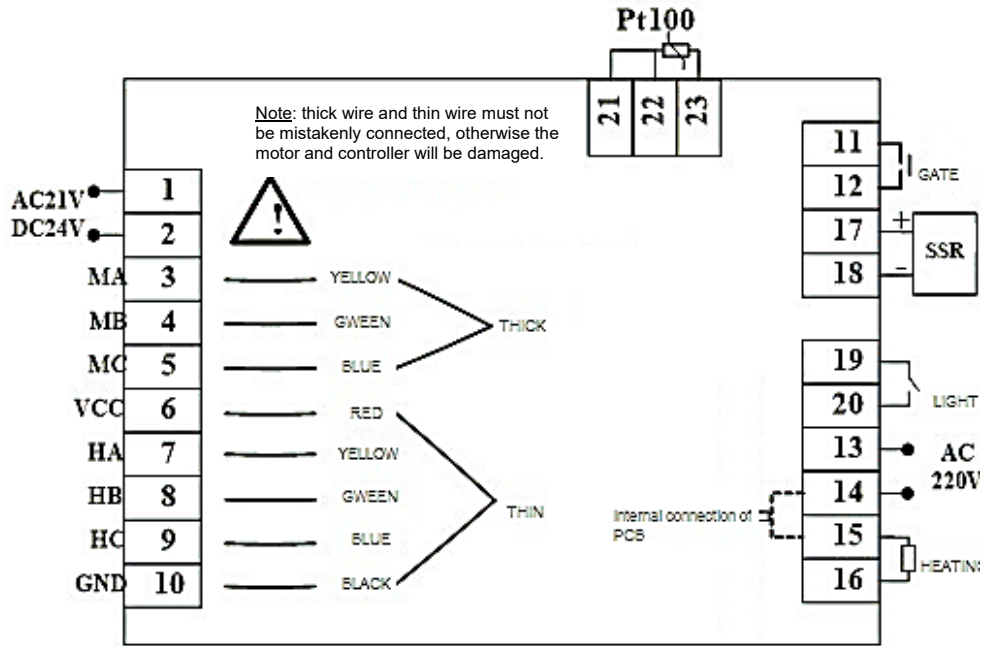 Pt100
21 22 23
Note: thick wire and thin wire must not
be mistakenly connected, otherwise the
motor and controller will be damaged.
!
AC21V
DC24V
1
2
MA 3 YELLOW
MB 4 GWEEN
MC 5 BLUE
THICK
VCC 6 RED
HA 7 YELLOW
HB 8 GWEEN
HC 9 BLUE
GND 10 BLACK
THIN
11
12
GATE
17 +
18 -
SSR
19
20
LIGHT
13
14
AC
220V
Internal connection of
PCB
15
16
HEATING